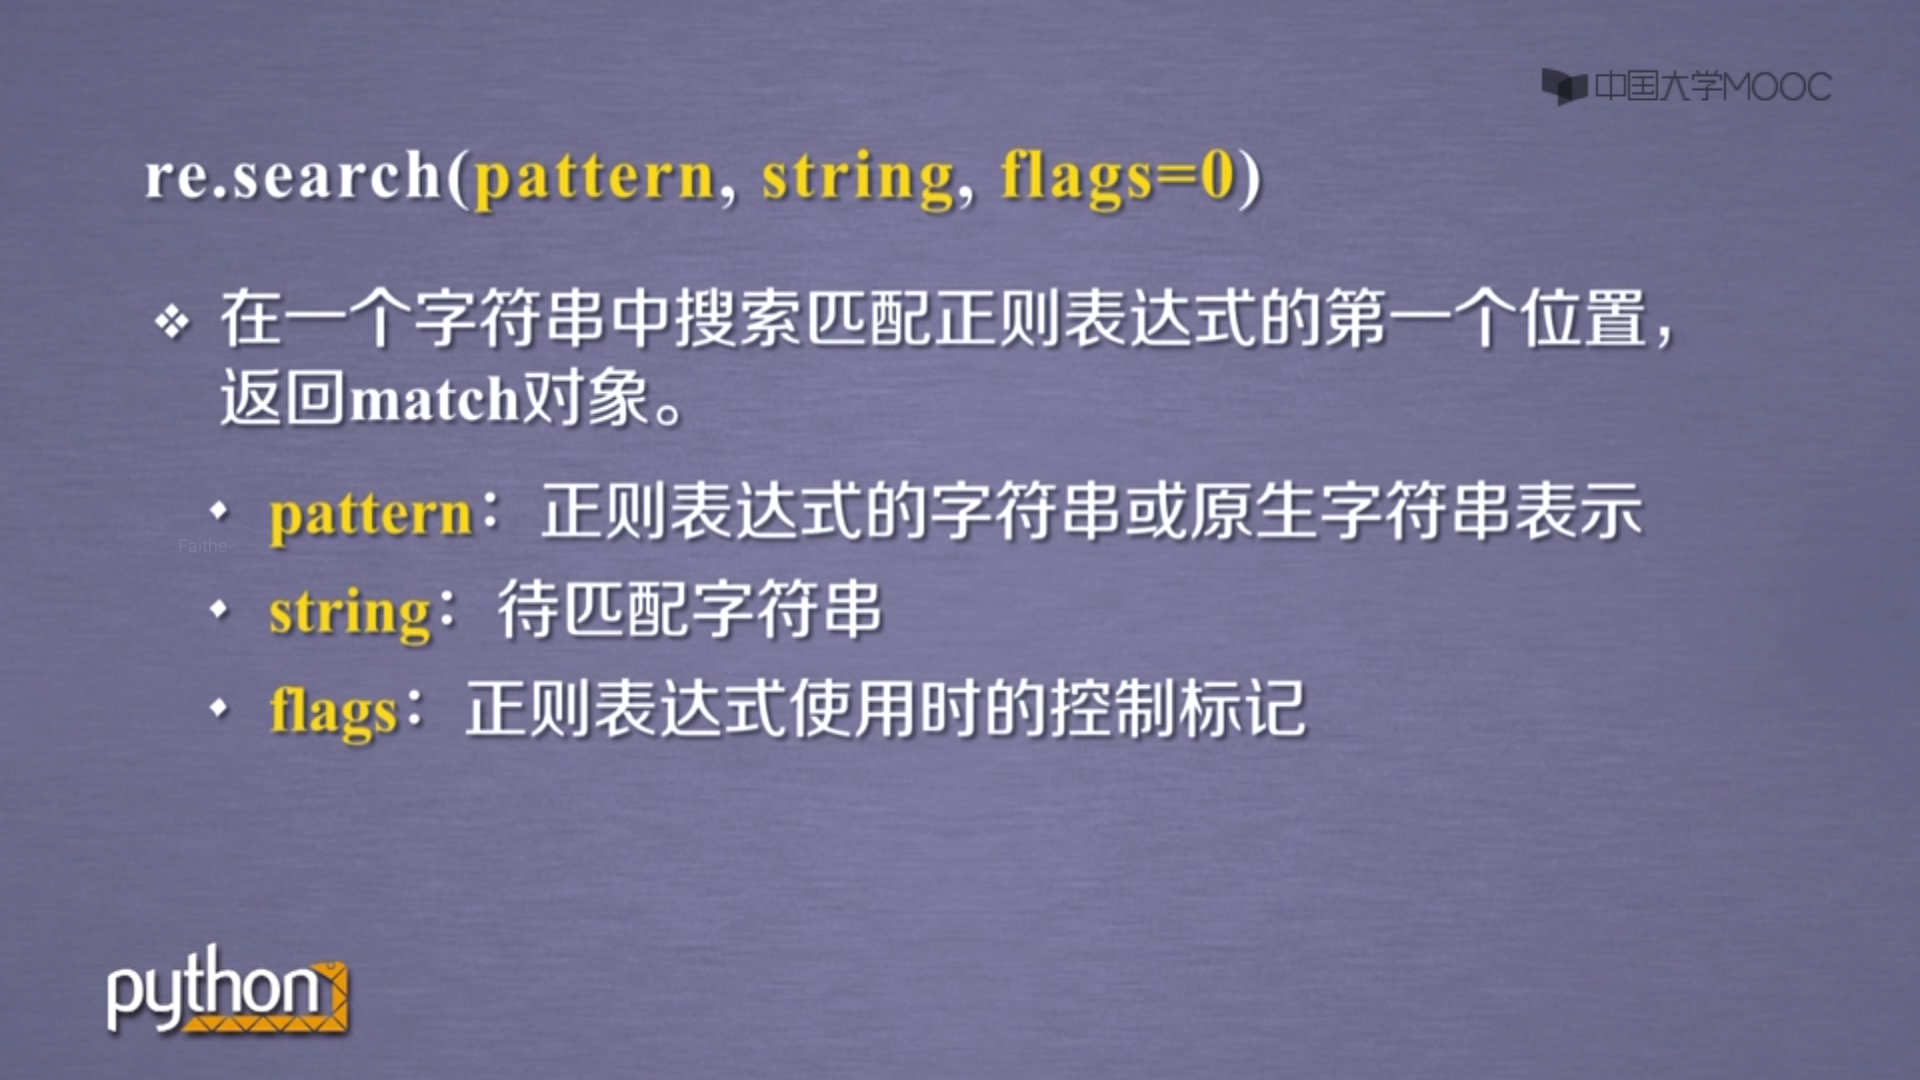 中国大学MOOC
re.search(pattern, string, flags=0)
❖ 在一个字符串中搜索匹配正则表达式的第一个位置，
返回match对象。
• pattern：正则表达式的字符串或原生字符串表示
Faithe-
• string：待匹配字符串
• flags：正则表达式使用时的控制标记
python